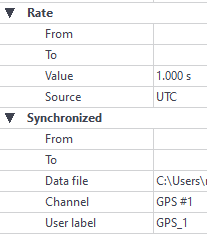 Rate
From
To
Value 1.000 s
Source UTC
Synchronized
From
To
Data file C:\Users\
Channel GPS #1
User label GPS_1